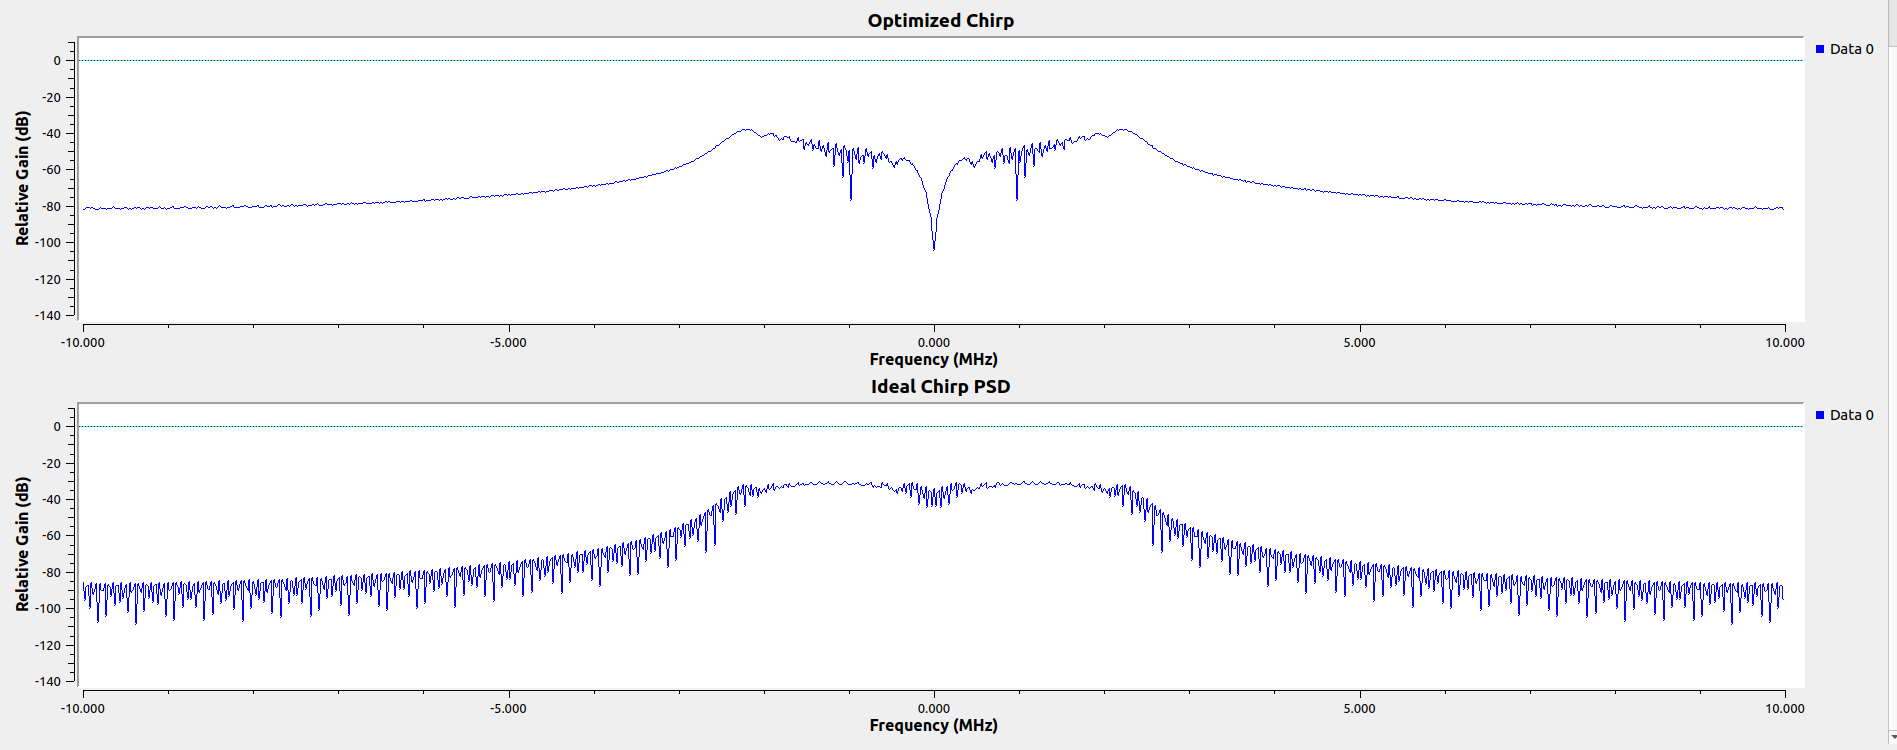 Optimized Chirp
Data 0
Relative Gain (dB)
0
-20
-40
-60
-80
-100
-120
-140
-10.000 -5.000 0.000 5.000 10.000
Frequency (MHz)
Ideal Chirp PSD
Data 0
Relative Gain (dB)
0
-20
-40
-60
-80
-100
-120
-140
-10.000 -5.000 0.000 5.000 10.000
Frequency (MHz)